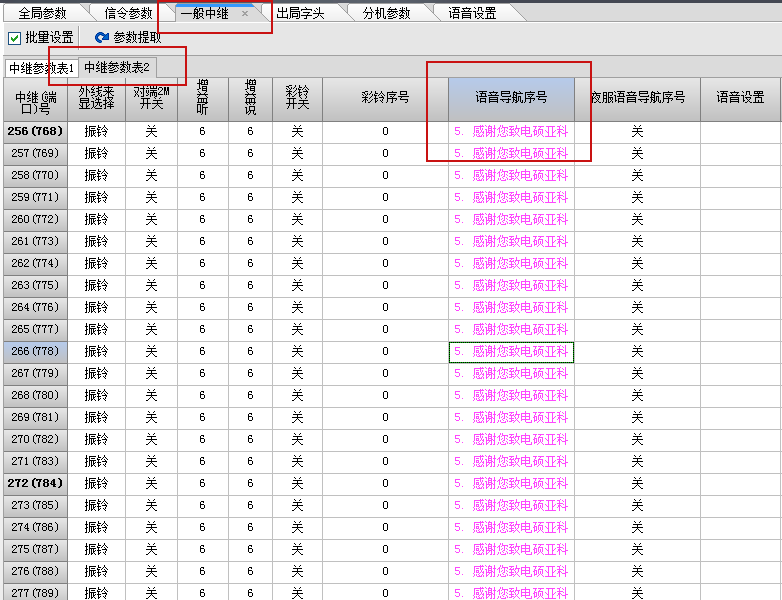 全局参数 信令参数 一般中继 × 出局字头 分机参数 语音设置
批量设置 参数提取
中继参数表1 中继参数表2
中继(端口)号 外线来显选择 对端2M开关 增益听 增益说 彩铃开关 彩铃序号 语音导航序号 夜服语音导航序号 语音设置
256(768) 振铃 关 6 6 关 0 5. 感谢您致电硕亚科 关
257(769) 振铃 关 6 6 关 0 5. 感谢您致电硕亚科 关
258(770) 振铃 关 6 6 关 0 5. 感谢您致电硕亚科 关
259(771) 振铃 关 6 6 关 0 5. 感谢您致电硕亚科 关
260(772) 振铃 关 6 6 关 0 5. 感谢您致电硕亚科 关
261(773) 振铃 关 6 6 关 0 5. 感谢您致电硕亚科 关
262(774) 振铃 关 6 6 关 0 5. 感谢您致电硕亚科 关
263(775) 振铃 关 6 6 关 0 5. 感谢您致电硕亚科 关
264(776) 振铃 关 6 6 关 0 5. 感谢您致电硕亚科 关
265(777) 振铃 关 6 6 关 0 5. 感谢您致电硕亚科 关
266(778) 振铃 关 6 6 关 0 5. 感谢您致电硕亚科 关
267(779) 振铃 关 6 6 关 0 5. 感谢您致电硕亚科 关
268(780) 振铃 关 6 6 关 0 5. 感谢您致电硕亚科 关
269(781) 振铃 关 6 6 关 0 5. 感谢您致电硕亚科 关
270(782) 振铃 关 6 6 关 0 5. 感谢您致电硕亚科 关
271(783) 振铃 关 6 6 关 0 5. 感谢您致电硕亚科 关
272(784) 振铃 关 6 6 关 0 5. 感谢您致电硕亚科 关
273(785) 振铃 关 6 6 关 0 5. 感谢您致电硕亚科 关
274(786) 振铃 关 6 6 关 0 5. 感谢您致电硕亚科 关
275(787) 振铃 关 6 6 关 0 5. 感谢您致电硕亚科 关
276(788) 振铃 关 6 6 关 0 5. 感谢您致电硕亚科 关
277(789) 振铃 关 6 6 关 0 5. 感谢您致电硕亚科 关